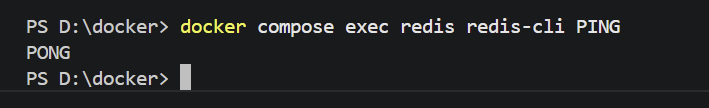 PS D:\docker> docker compose exec redis redis-cli PING
PONG
PS D:\docker>